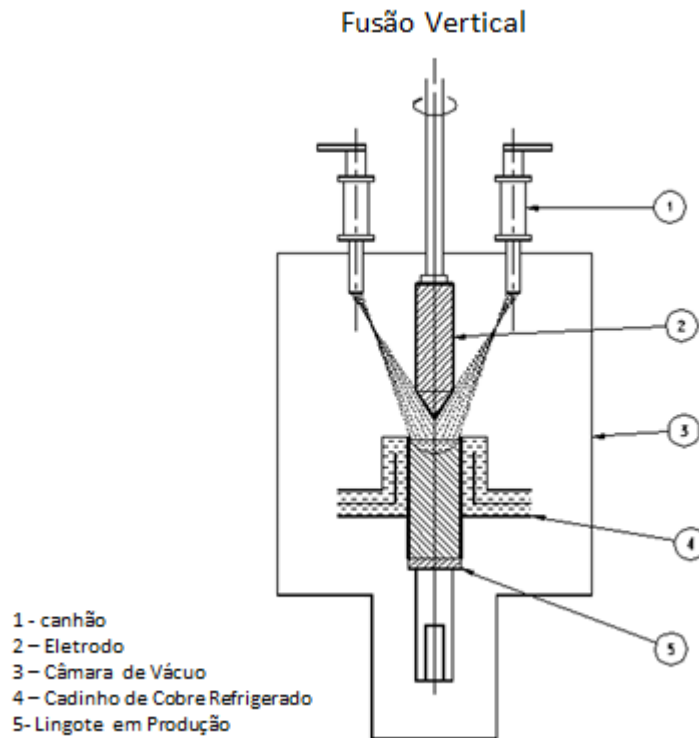 Fusão Vertical
1
2
3
4
5
1 - canhão
2 – Eletrodo
3 – Câmara de Vácuo
4 – Cadinho de Cobre Refrigerado
5- Lingote em Produção